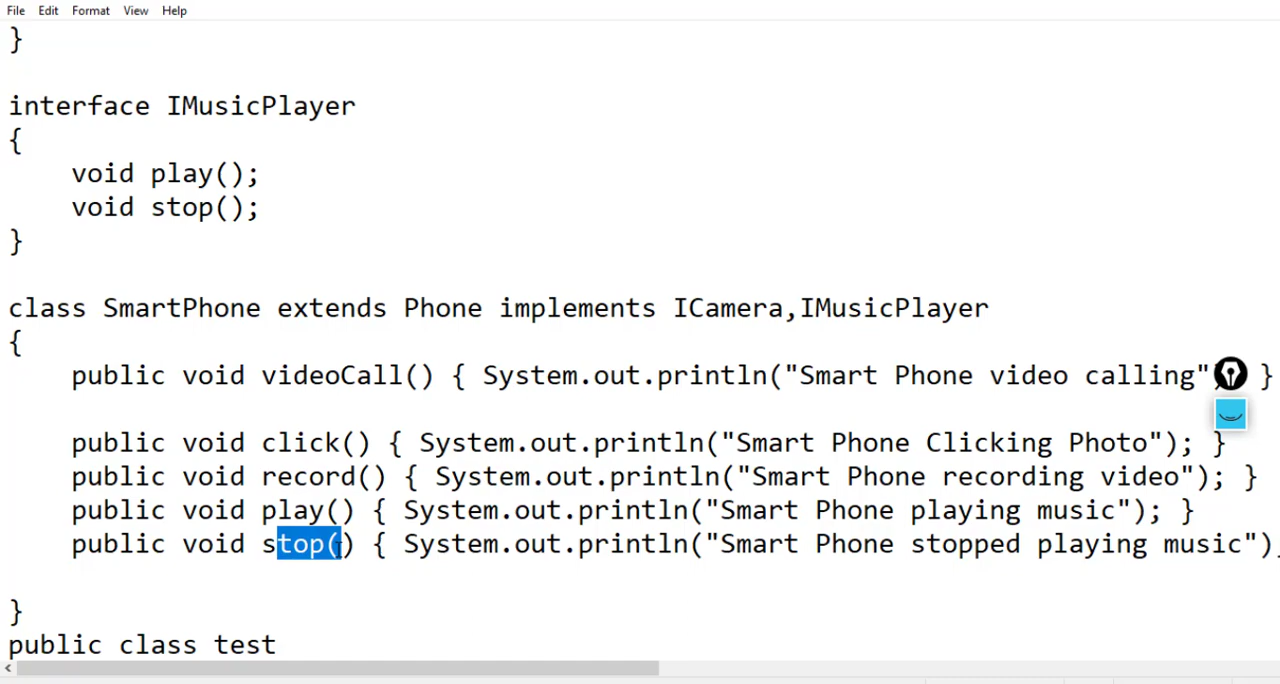 File Edit Format View Help
}
interface IMusicPlayer
{
void play();
void stop();
}
class SmartPhone extends Phone implements ICamera,IMusicPlayer
{
public void videoCall() { System.out.println("Smart Phone video calling" }
public void click() { System.out.println("Smart Phone Clicking Photo"); }
public void record() { System.out.println("Smart Phone recording video"); }
public void play() { System.out.println("Smart Phone playing music"); }
public void stop() { System.out.println("Smart Phone stopped playing music");
}
public class test